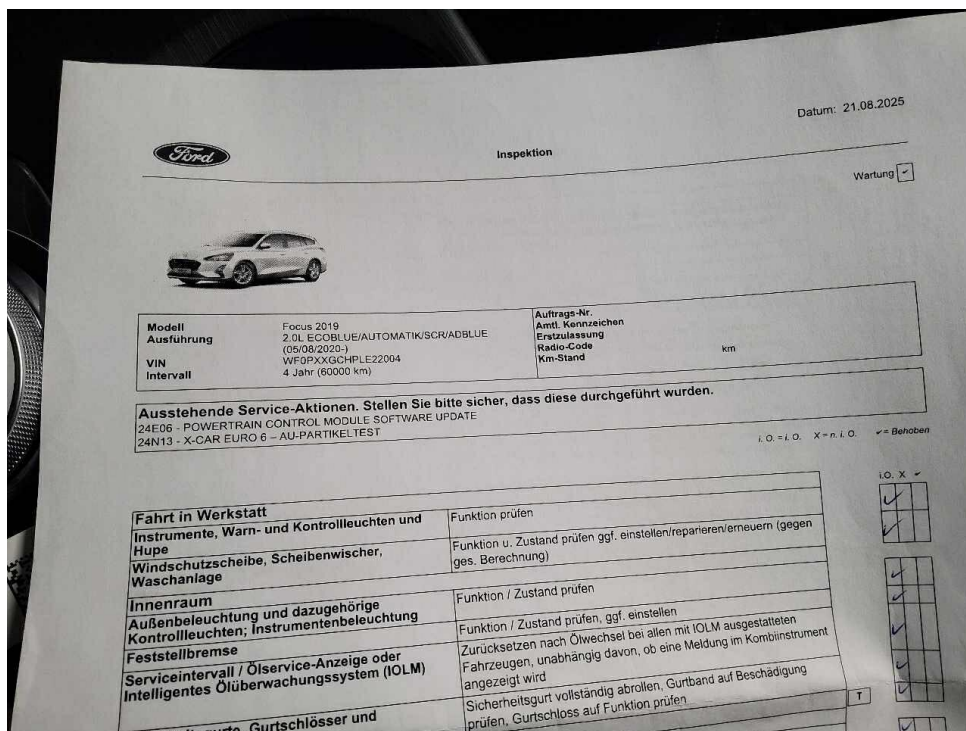 Datum: 21.08.2025
Ford
Inspektion
Wartung
Modell Focus 2019
Ausführung 2.0L ECOBLUE/AUTOMATIK/SCR/ADBLUE
(05/08/2020-)
VIN WF0PXXGCHPLE22004
Intervall 4 Jahr (60000 km)
Auftrags-Nr.
Amtl. Kennzeichen
Erstzulassung
Radio-Code
Km-Stand km
Ausstehende Service-Aktionen. Stellen Sie bitte sicher, dass diese durchgeführt wurden.
24E06 - POWERTRAIN CONTROL MODULE SOFTWARE UPDATE
24N13 - X-CAR EURO 6 – AU-PARTIKELTEST
i. O. = i. O. X = n. i. O. ✓= Behoben
i.O. X ✓
Fahrt in Werkstatt
Instrumente, Warn- und Kontrollleuchten und
Hupe
Funktion prüfen
Windschutzscheibe, Scheibenwischer,
Waschanlage
Funktion u. Zustand prüfen ggf. einstellen/reparieren/erneuern (gegen
ges. Berechnung)
Innenraum
Außenbeleuchtung und dazugehörige
Kontrollleuchten; Instrumentenbeleuchtung
Funktion / Zustand prüfen
Feststellbremse
Funktion / Zustand prüfen, ggf. einstellen
Serviceintervall / Ölservice-Anzeige oder
Intelligentes Ölüberwachungssystem (IOLM)
Zurücksetzen nach Ölwechsel bei allen mit IOLM ausgestatteten
Fahrzeugen, unabhängig davon, ob eine Meldung im Kombiinstrument
angezeigt wird
Gurtschlösser und
Sicherheitsgurt vollständig abrollen, Gurtband auf Beschädigung
prüfen, Gurtschloss auf Funktion prüfen
T